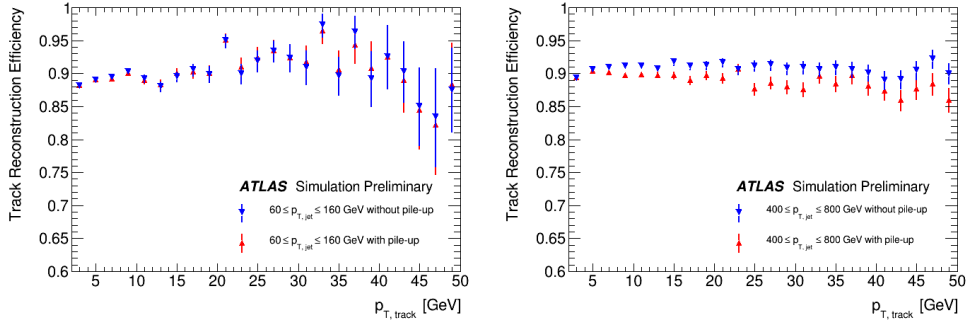 Track Reconstruction Efficiency
1
0.95
0.9
0.85
0.8
0.75
0.7
0.65
0.6
ATLAS Simulation Preliminary
60 ≤ p_T, jet ≤ 160 GeV without pile-up
60 ≤ p_T, jet ≤ 160 GeV with pile-up
5 10 15 20 25 30 35 40 45 50
p_T, track [GeV]
Track Reconstruction Efficiency
1
0.95
0.9
0.85
0.8
0.75
0.7
0.65
0.6
ATLAS Simulation Preliminary
400 ≤ p_T, jet ≤ 800 GeV without pile-up
400 ≤ p_T, jet ≤ 800 GeV with pile-up
5 10 15 20 25 30 35 40 45 50
p_T, track [GeV]